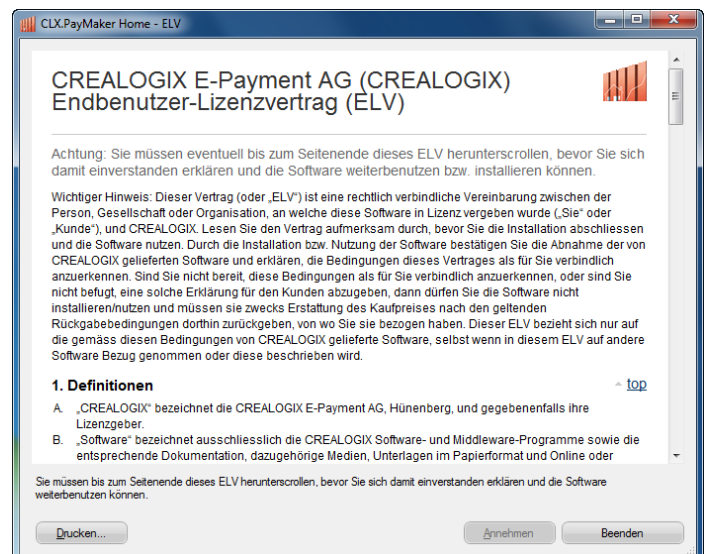 CLX.PayMaker Home - ELV
CREALOGIX E-Payment AG (CREALOGIX)
Endbenutzer-Lizenzvertrag (ELV)
Achtung: Sie müssen eventuell bis zum Seitenende dieses ELV herunterscrollen, bevor Sie sich
damit einverstanden erklären und die Software weiterbenutzen bzw. installieren können.
Wichtiger Hinweis: Dieser Vertrag (oder „ELV“) ist eine rechtlich verbindliche Vereinbarung zwischen der
Person, Gesellschaft oder Organisation, an welche diese Software in Lizenz vergeben wurde („Sie“ oder
„Kunde“), und CREALOGIX. Lesen Sie den Vertrag aufmerksam durch, bevor Sie die Installation abschliessen
und die Software nutzen. Durch die Installation bzw. Nutzung der Software bestätigen Sie die Abnahme der von
CREALOGIX gelieferten Software und erklären, die Bedingungen dieses Vertrages als für Sie verbindlich
anzuerkennen. Sind Sie nicht bereit, diese Bedingungen als für Sie verbindlich anzuerkennen, oder sind Sie
nicht befugt, eine solche Erklärung für den Kunden abzugeben, dann dürfen Sie die Software nicht
installieren/nutzen und müssen sie zwecks Erstattung des Kaufpreises nach den geltenden
Rückgabebedingungen dorthin zurückgeben, von wo Sie sie bezogen haben. Dieser ELV bezieht sich nur auf
die gemäss diesen Bedingungen von CREALOGIX gelieferte Software, selbst wenn in diesem ELV auf andere
Software Bezug genommen oder diese beschrieben wird.
1. Definitionen
top
A. „CREALOGIX“ bezeichnet die CREALOGIX E-Payment AG, Hünenberg, und gegebenenfalls ihre
Lizenzgeber.
B. „Software“ bezeichnet ausschliesslich die CREALOGIX Software- und Middleware-Programme sowie die
entsprechende Dokumentation, dazugehörige Medien, Unterlagen im Papierformat und Online oder
Sie müssen bis zum Seitenende dieses ELV herunterscrollen, bevor Sie sich damit einverstanden erklären und die Software
weiterbenutzen können.
Drucken...
Annehmen
Beenden